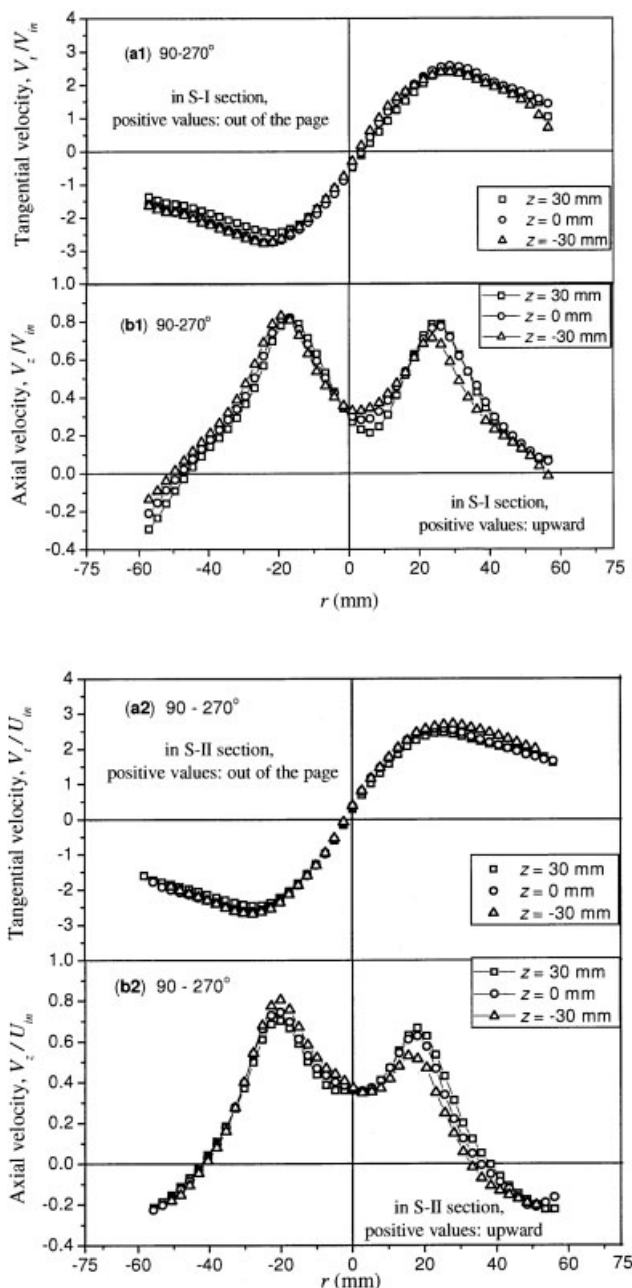 (a1) 90-270°
in S-I section,
positive values: out of the page
Tangential velocity, V_t/V_in
4
3
2
1
0
-1
-2
-3
z = 30 mm
z = 0 mm
z = -30 mm
(b1) 90-270°
z = 30 mm
z = 0 mm
z = -30 mm
Axial velocity, V_z/V_in
1.0
0.8
0.6
0.4
0.2
0.0
-0.2
-0.4
in S-I section,
positive values: upward
-75 -60 -40 -20 0 20 40 60 75
r (mm)
(a2) 90 - 270°
in S-II section,
positive values: out of the page
Tangential velocity, V_t / U_in
4
3
2
1
0
-1
-2
-3
z = 30 mm
z = 0 mm
z = -30 mm
(b2) 90 - 270°
z = 30 mm
z = 0 mm
z = -30 mm
Axial velocity, V_z / U_in
1.0
0.8
0.6
0.4
0.2
0.0
-0.2
-0.4
in S-II section,
positive values: upward
-75 -60 -40 -20 0 20 40 60 75
r (mm)